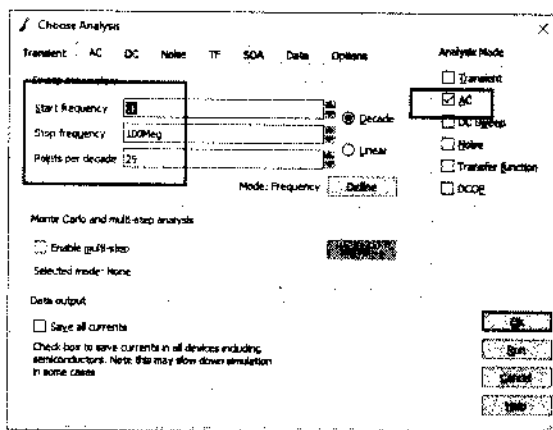 Choose Analysis
Transient AC DC Noise TF SOA Data Options
Analysis Mode
Start frequency
Stop frequency 100Meg
Points per decade 25
Decade
Linear
Mode: Frequency Define
Transient
AC
DC Sweep
Noise
Transfer function
DCOP
Monte Carlo and multi-step analysis
Enable multi-step
Selected mode: None
Data output
Save all currents
Check box to save currents in all devices including
semiconductors. Note this may slow down simulation
in some cases
Ok
Run
Cancel
Help